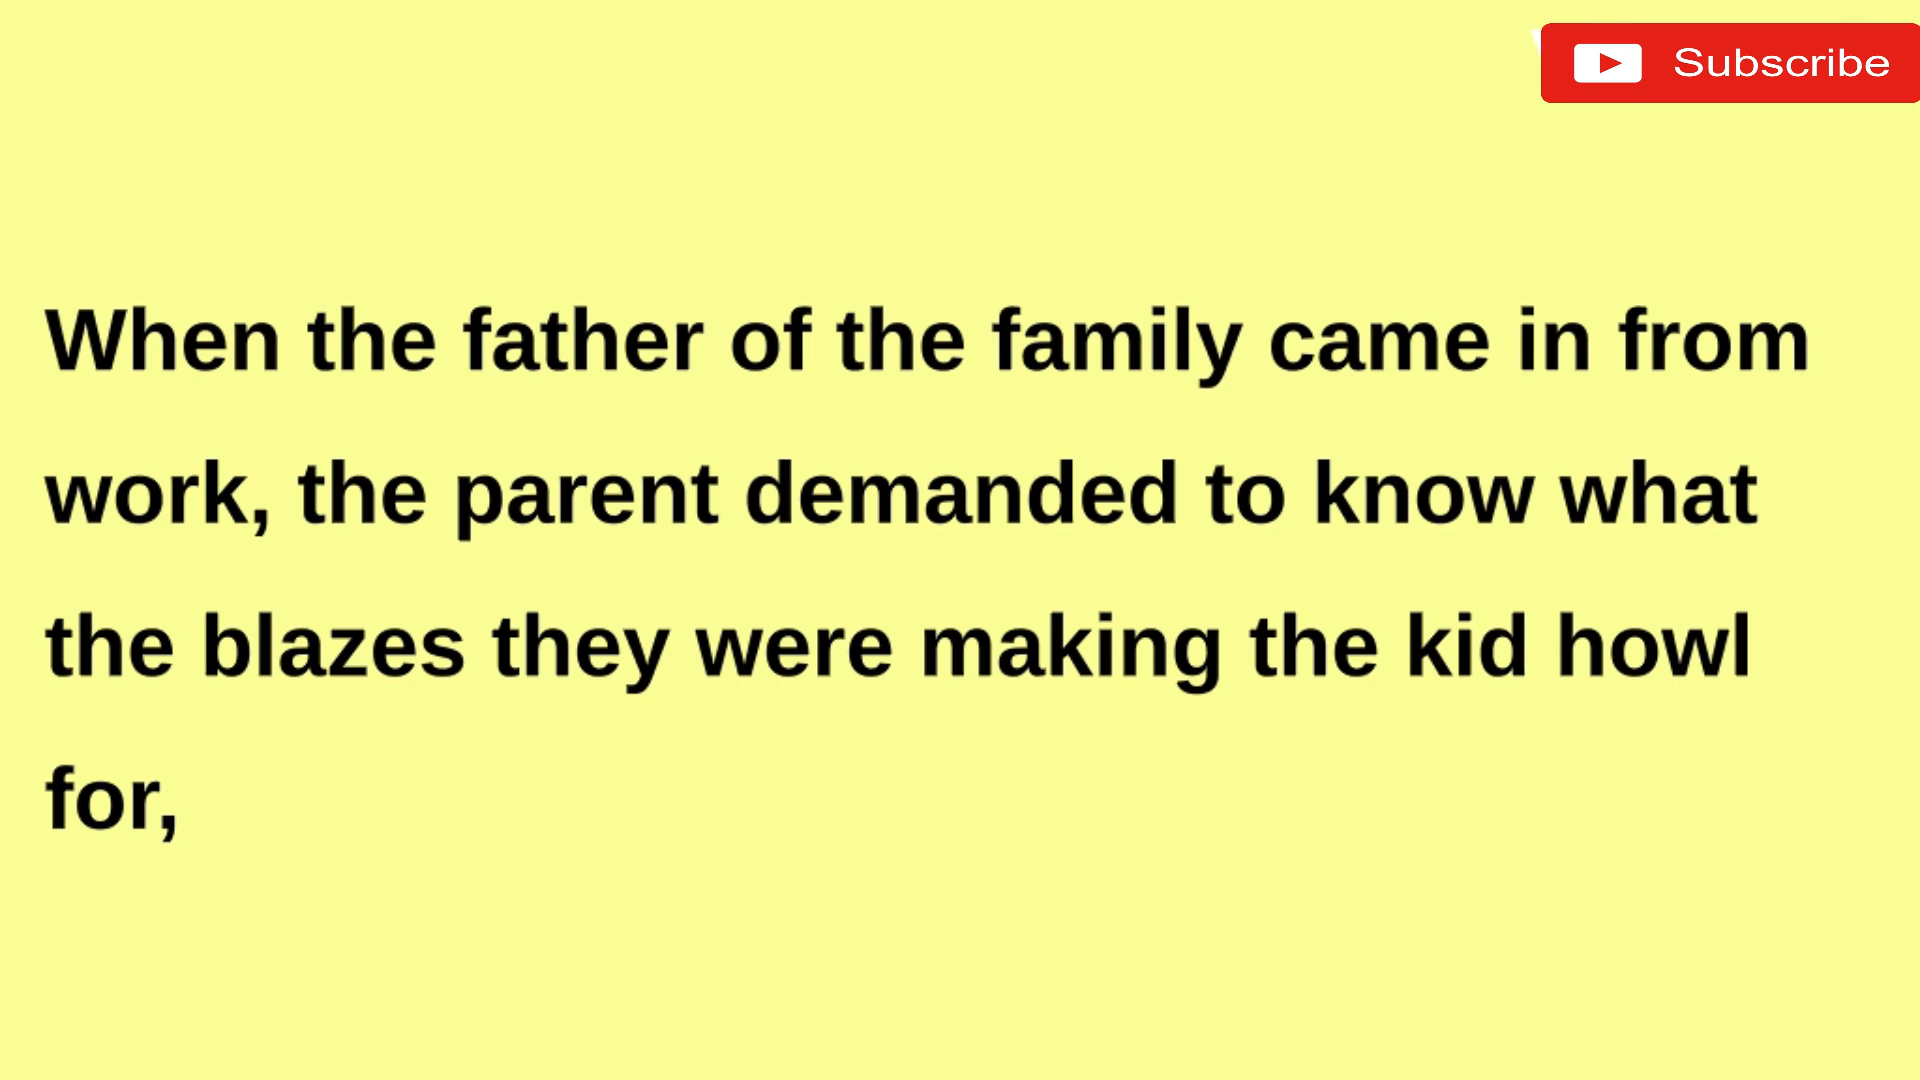 Subscribe
When the father of the family came in from
work, the parent demanded to know what
the blazes they were making the kid howl
for,